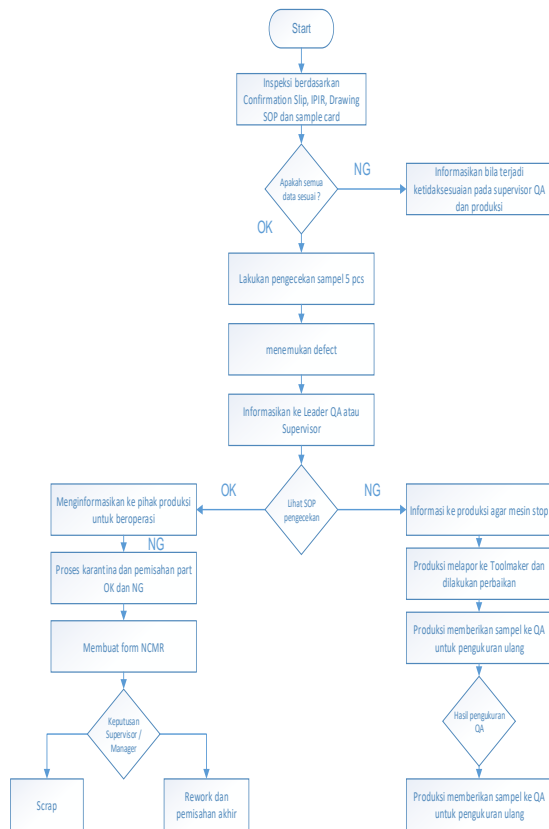 Start
Inspeksi berdasarkan
Confirmation Slip, IPIR, Drawing
SOP dan sample card
Apakah semua
data sesuai ?
NG
Informasikan bila terjadi
ketidaksesuaian pada supervisor QA
dan produksi
OK
Lakukan pengecekan sampel 5 pcs
menemukan defect
Informasikan ke Leader QA atau
Supervisor
Lihat SOP
pengecekan
OK
NG
Menginformasikan ke pihak produksi
untuk beroperasi
Informasi ke produksi agar mesin stop
NG
Proses karantina dan pemisahan part
OK dan NG
Produksi melapor ke Toolmaker dan
dilakukan perbaikan
Membuat form NCMR
Produksi memberikan sampel ke QA
untuk pengukuran ulang
Keputusan
Supervisor /
Manager
Hasil pengukuran
QA
Scrap
Rework dan
pemisahan akhir
Produksi memberikan sampel ke QA
untuk pengukuran ulang